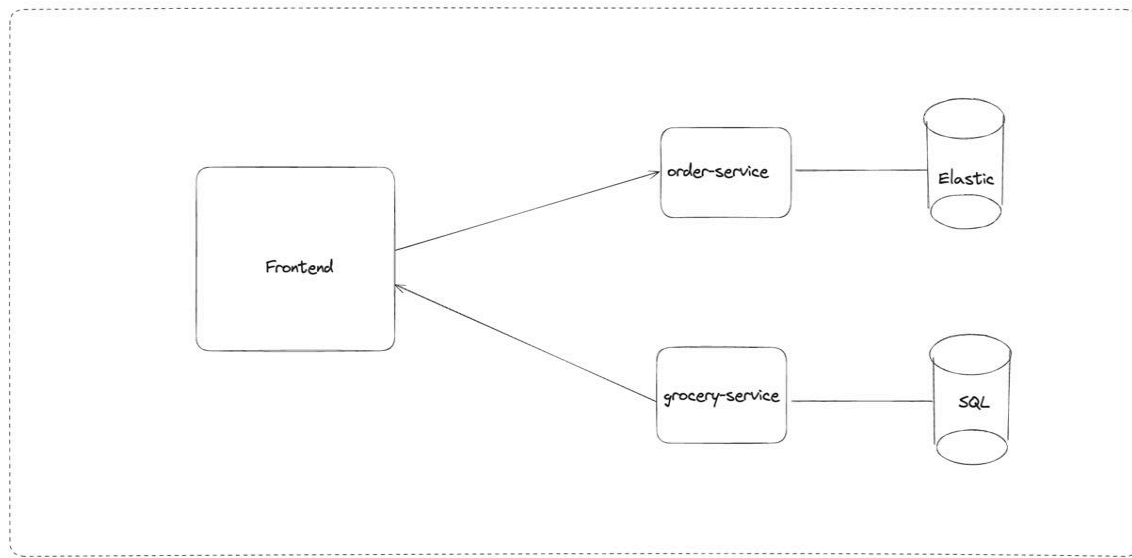 order-service
Elastic
Frontend
grocery-service
SQL